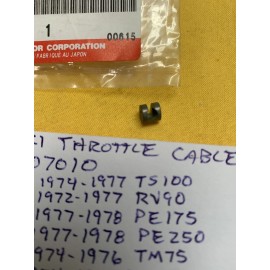 OR CORPORATION
FABRIQUÉ AU JAPON
1
00615
THROTTLE CABLE
07010
1974-1977 TS100
1972-1977 RV90
1977-1978 PE175
1977-1978 PE250
974-1976 TM75